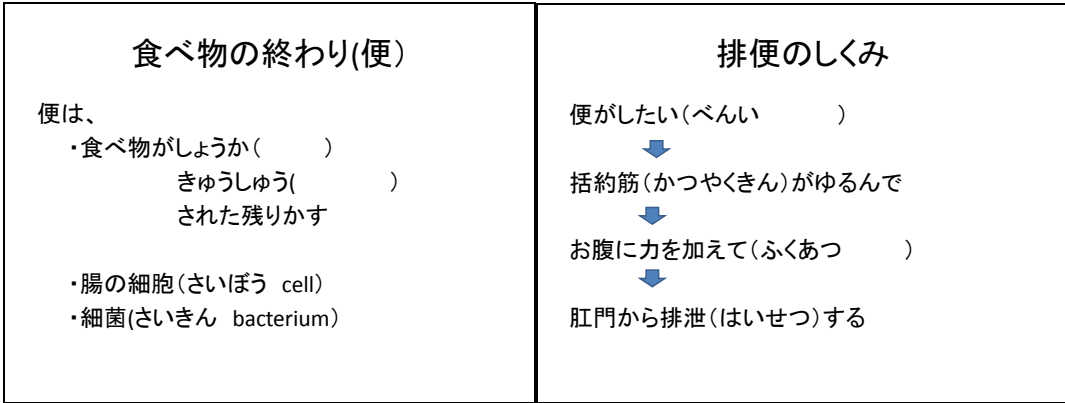 食べ物の終わり(便）
便は、
・食べ物がしょうか（　　　）
きゅうしゅう(　　　　）
された残りかす
・腸の細胞（さいぼう　cell）
・細菌(さいきん　bacterium）
排便のしくみ
便がしたい（べんい　　　　）
括約筋（かつやくきん）がゆるんで
お腹に力を加えて（ふくあつ　　　　）
肛門から排泄（はいせつ）する